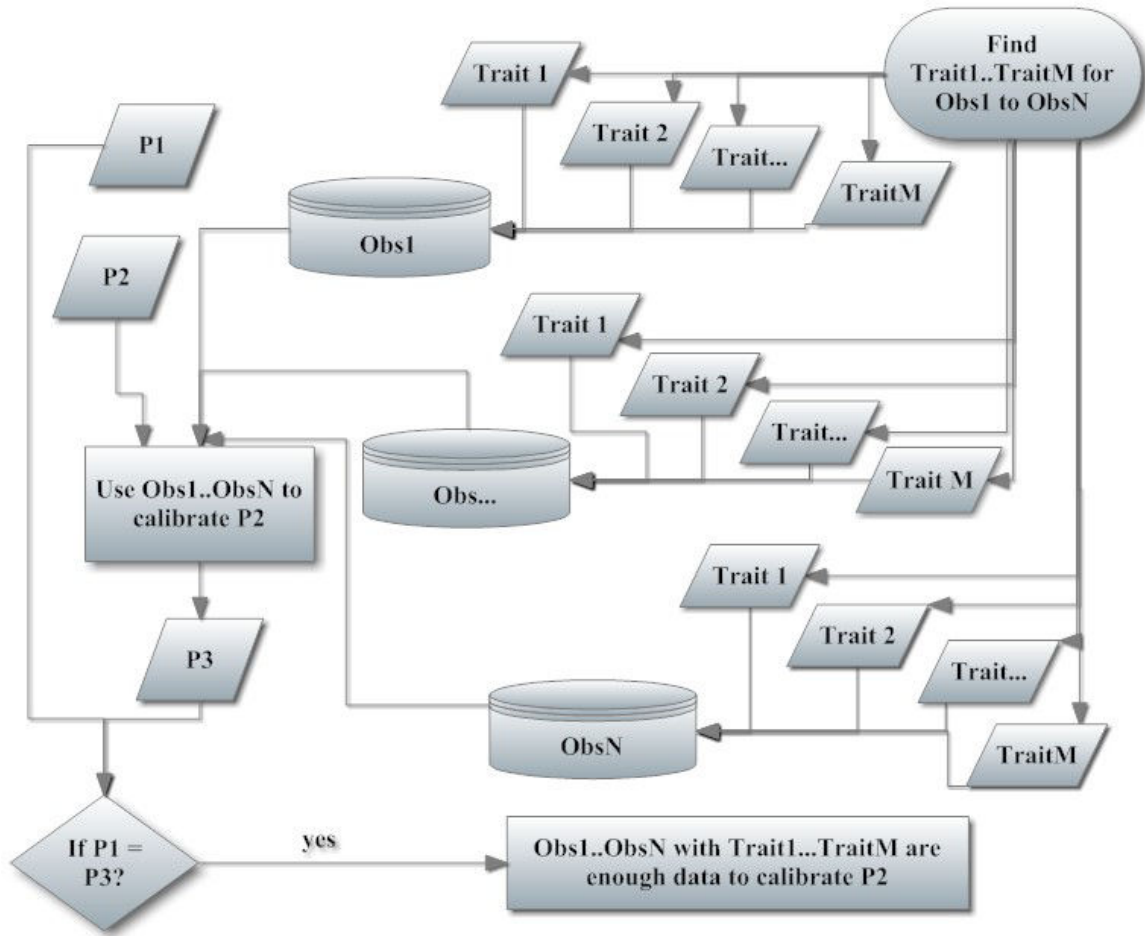 Find
Trait1..TraitM for
Obs1 to ObsN
Trait 1
Trait 2
Trait...
TraitM
P1
Obs1
P2
Trait 1
Trait 2
Trait...
Trait M
Use Obs1..ObsN to
calibrate P2
Obs...
Trait 1
Trait 2
Trait...
TraitM
P3
ObsN
If P1 =
P3?
yes
Obs1..ObsN with Trait1...TraitM are
enough data to calibrate P2